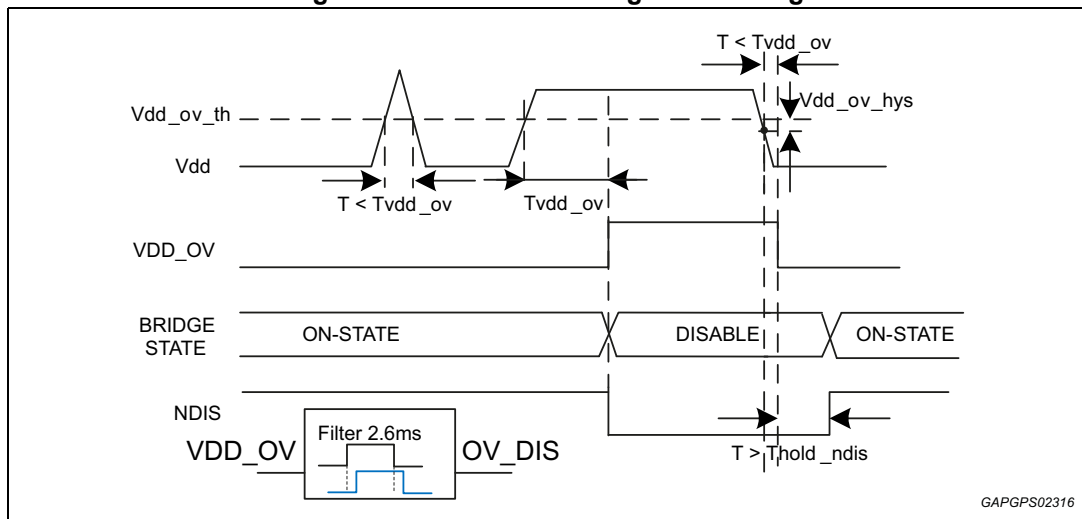 T < Tvdd_ov
Vdd_ov_hys
Vdd_ov_th
Vdd
T < Tvdd_ov
Tvdd_ov
VDD_OV
BRIDGE
STATE
ON-STATE
DISABLE
ON-STATE
NDIS
VDD_OV
Filter 2.6ms
OV_DIS
T > Thold_ndis
GAPGPS02316